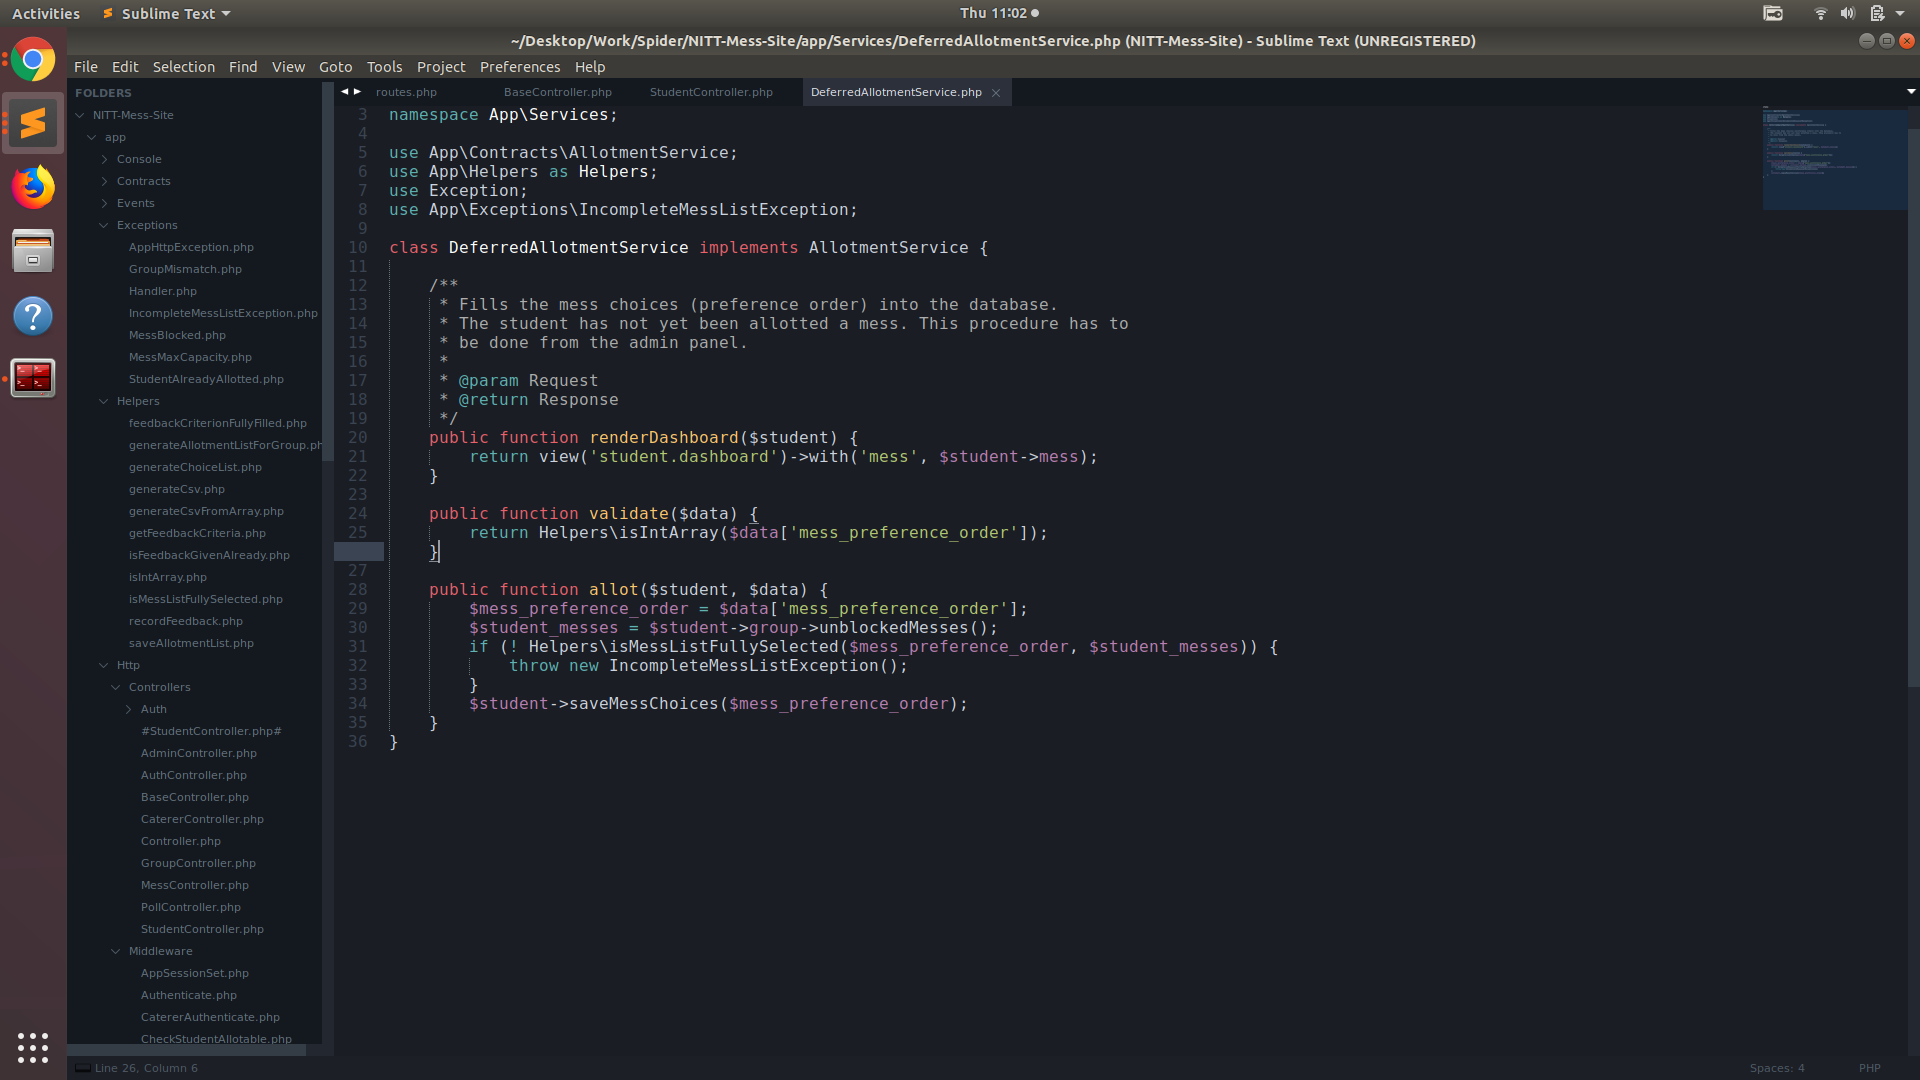 Activities
Sublime Text
Thu 11:02
~/Desktop/Work/Spider/NITT-Mess-Site/app/Services/DeferredAllotmentService.php (NITT-Mess-Site) - Sublime Text (UNREGISTERED)
File Edit Selection Find View Goto Tools Project Preferences Help
FOLDERS
NITT-Mess-Site
app
Console
Contracts
Events
Exceptions
AppHttpException.php
GroupMismatch.php
Handler.php
IncompleteMessListException.php
MessBlocked.php
MessMaxCapacity.php
StudentAlreadyAllotted.php
Helpers
feedbackCriterionFullyFilled.php
generateAllotmentListForGroup.ph
generateChoiceList.php
generateCsv.php
generateCsvFromArray.php
getFeedbackCriteria.php
isFeedbackGivenAlready.php
isIntArray.php
isMessListFullySelected.php
recordFeedback.php
saveAllotmentList.php
Http
Controllers
Auth
#StudentController.php#
AdminController.php
AuthController.php
BaseController.php
CatererController.php
Controller.php
GroupController.php
MessController.php
PollController.php
StudentController.php
Middleware
AppSessionSet.php
Authenticate.php
CatererAuthenticate.php
CheckStudentAllotable.php
routes.php BaseController.php StudentController.php DeferredAllotmentService.php
3 namespace App\Services;
4
5 use App\Contracts\AllotmentService;
6 use App\Helpers as Helpers;
7 use Exception;
8 use App\Exceptions\IncompleteMessListException;
9
10 class DeferredAllotmentService implements AllotmentService {
11
12 /**
13 * Fills the mess choices (preference order) into the database.
14 * The student has not yet been allotted a mess. This procedure has to
15 * be done from the admin panel.
16 *
17 * @param Request
18 * @return Response
19 */
20 public function renderDashboard($student) {
21 return view('student.dashboard')->with('mess', $student->mess);
22 }
23
24 public function validate($data) {
25 return Helpers\isIntArray($data['mess_preference_order']);
}
27
28 public function allot($student, $data) {
29 $mess_preference_order = $data['mess_preference_order'];
30 $student_messes = $student->group->unblockedMesses();
31 if (! Helpers\isMessListFullySelected($mess_preference_order, $student_messes)) {
32 throw new IncompleteMessListException();
33 }
34 $student->saveMessChoices($mess_preference_order);
35 }
36 }
Line 26, Column 6
Spaces: 4
PHP